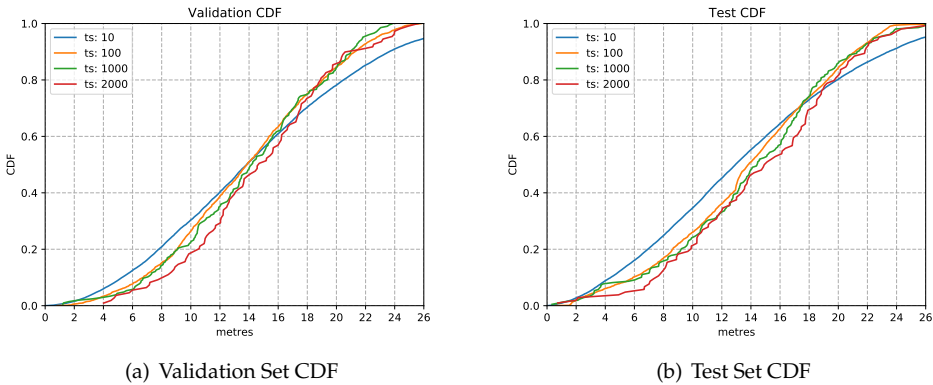 Validation CDF
1.0
0.8
0.6
0.4
0.2
0.0
CDF
ts: 10
ts: 100
ts: 1000
ts: 2000
0 2 4 6 8 10 12 14 16 18 20 22 24 26
metres
(a) Validation Set CDF
Test CDF
1.0
0.8
0.6
0.4
0.2
0.0
CDF
ts: 10
ts: 100
ts: 1000
ts: 2000
0 2 4 6 8 10 12 14 16 18 20 22 24 26
metres
(b) Test Set CDF